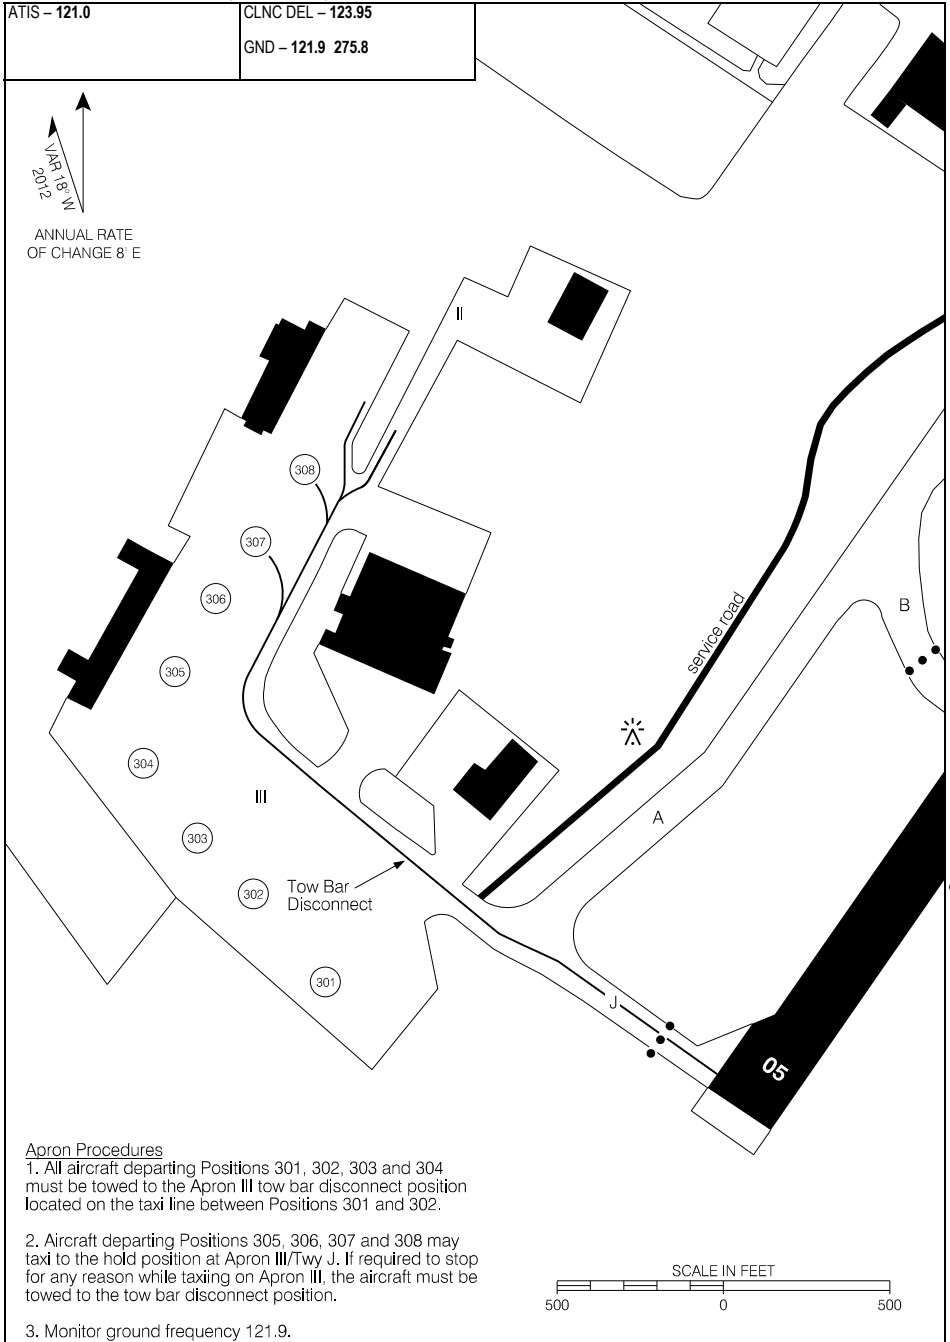 ATIS – 121.0
CLNC DEL – 123.95
GND – 121.9 275.8
VAR 18° W
2012
ANNUAL RATE
OF CHANGE 8' E
II
308
307
306
305
304
303
302
301
III
service road
B
A
Tow Bar
Disconnect
J
05
Apron Procedures
1. All aircraft departing Positions 301, 302, 303 and 304
must be towed to the Apron III tow bar disconnect position
located on the taxi line between Positions 301 and 302.
2. Aircraft departing Positions 305, 306, 307 and 308 may
taxi to the hold position at Apron III/Twy J. If required to stop
for any reason while taxiing on Apron III, the aircraft must be
towed to the tow bar disconnect position.
3. Monitor ground frequency 121.9.
SCALE IN FEET
500 0 500